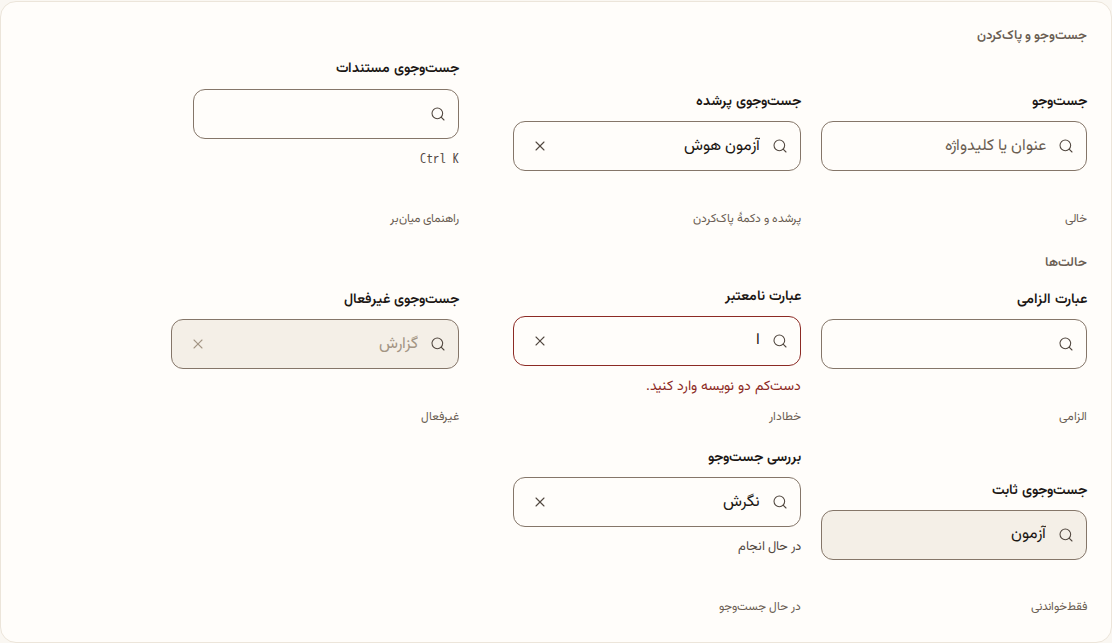 جست‌وجو و پاک‌کردن
جست‌وجو
عنوان یا کلیدواژه
خالی
جست‌وجوی پرشده
آزمون هوش
پرشده و دکمهٔ پاک‌کردن
جست‌وجوی مستندات
Ctrl K
راهنمای میان‌بر
حالت‌ها
عبارت الزامی
الزامی
عبارت نامعتبر
ا
دست‌کم دو نویسه وارد کنید.
خطادار
جست‌وجوی غیرفعال
گزارش
غیرفعال
جست‌وجوی ثابت
آزمون
فقط‌خواندنی
بررسی جست‌وجو
نگرش
در حال انجام
در حال جست‌وجو